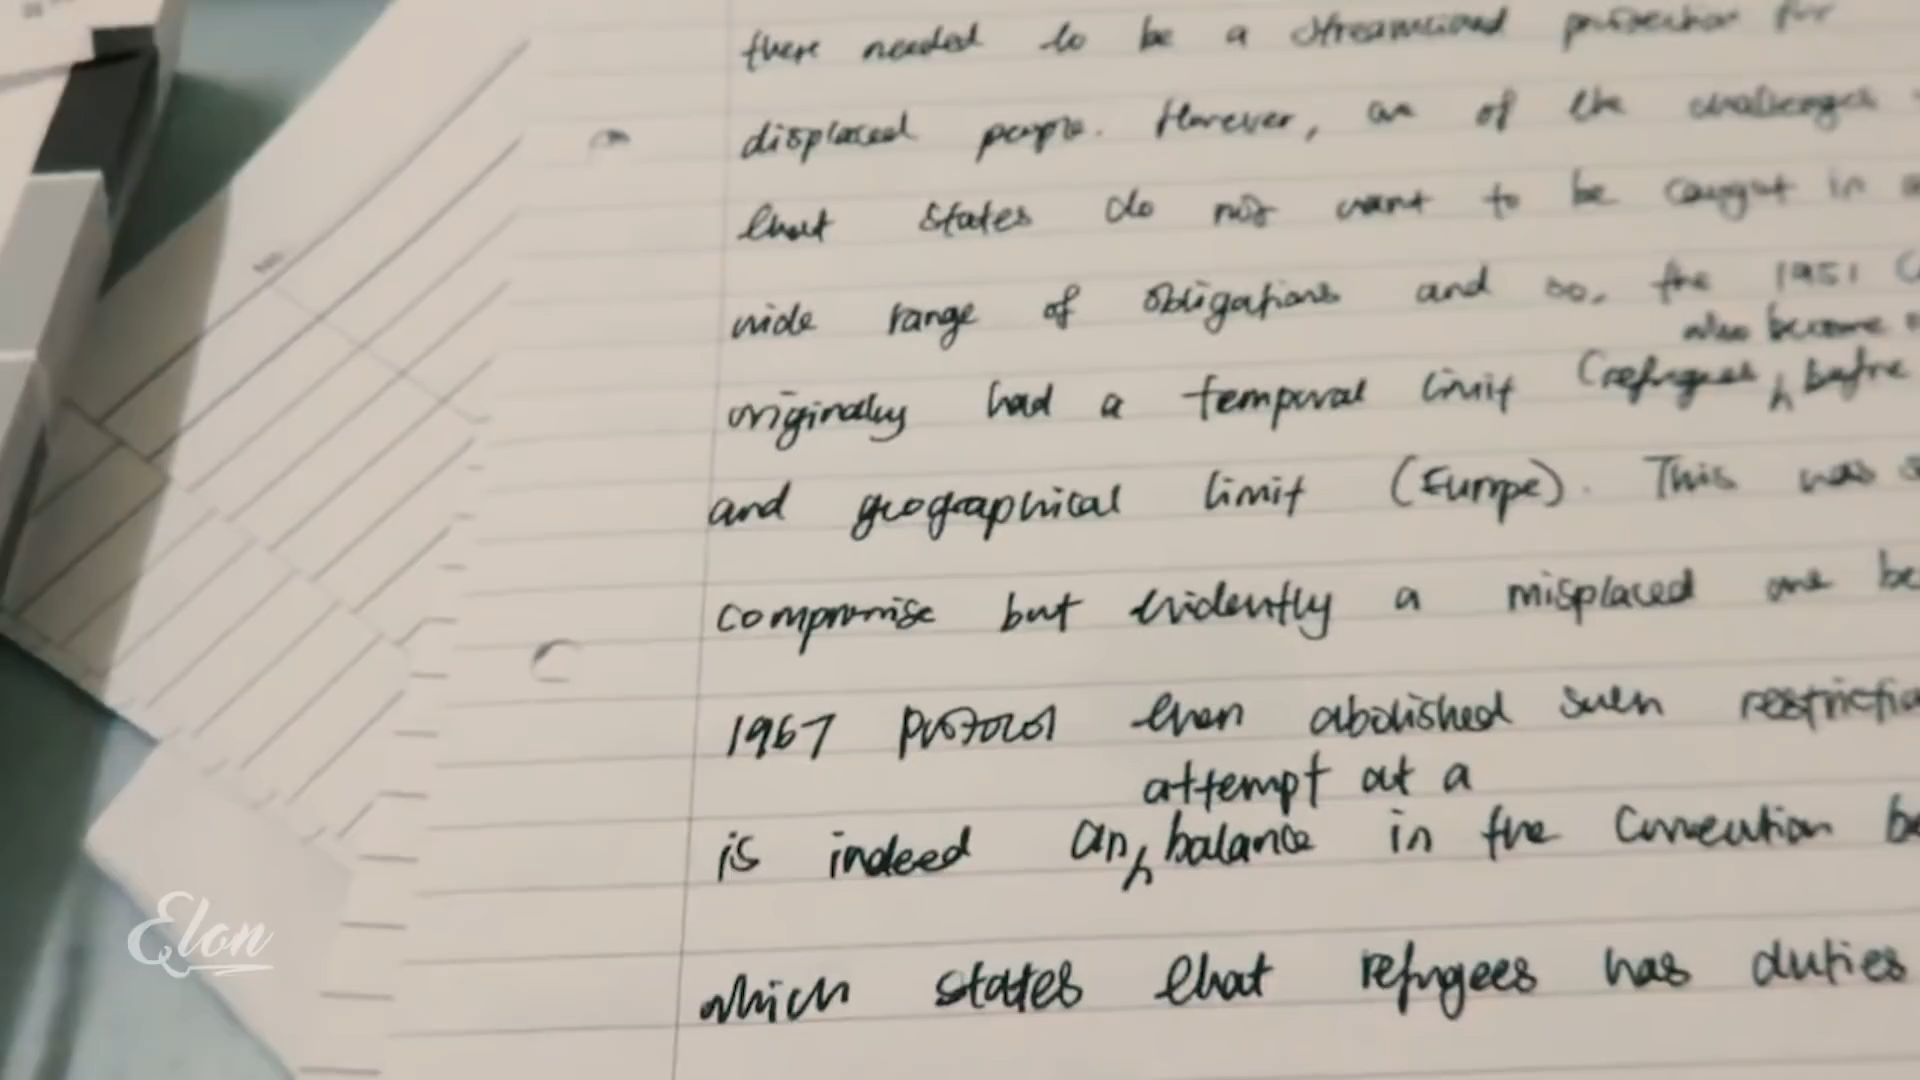 there needed to be a streamlined protection for
displaced people. However, one of the challenges
that states do not want to be caught in a
wide range of obligations and so, the 1951
also become
originally had a temporal limit (refugees before
and geographical limit (Europe). This was
compromise but evidently a misplaced one
1967 Protocol then abolished such
attempt at a
is indeed an balance in the Convention
which states that refugees has duties
Elon